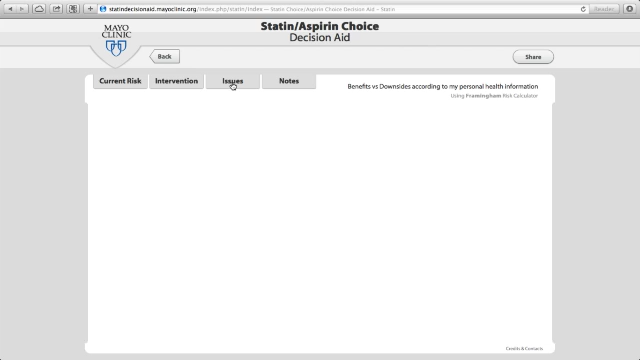 statindecisionaid.mayoclinic.org/index.php/statin/index — Statin Choice/Aspirin Choice Decision Aid – Statin
Reader
MAYO
CLINIC
Statin/Aspirin Choice
Decision Aid
Back
Share
Current Risk
Intervention
Issues
Notes
Benefits vs Downsides according to my personal health information
Using Framingham Risk Calculator
Credits & Contacts